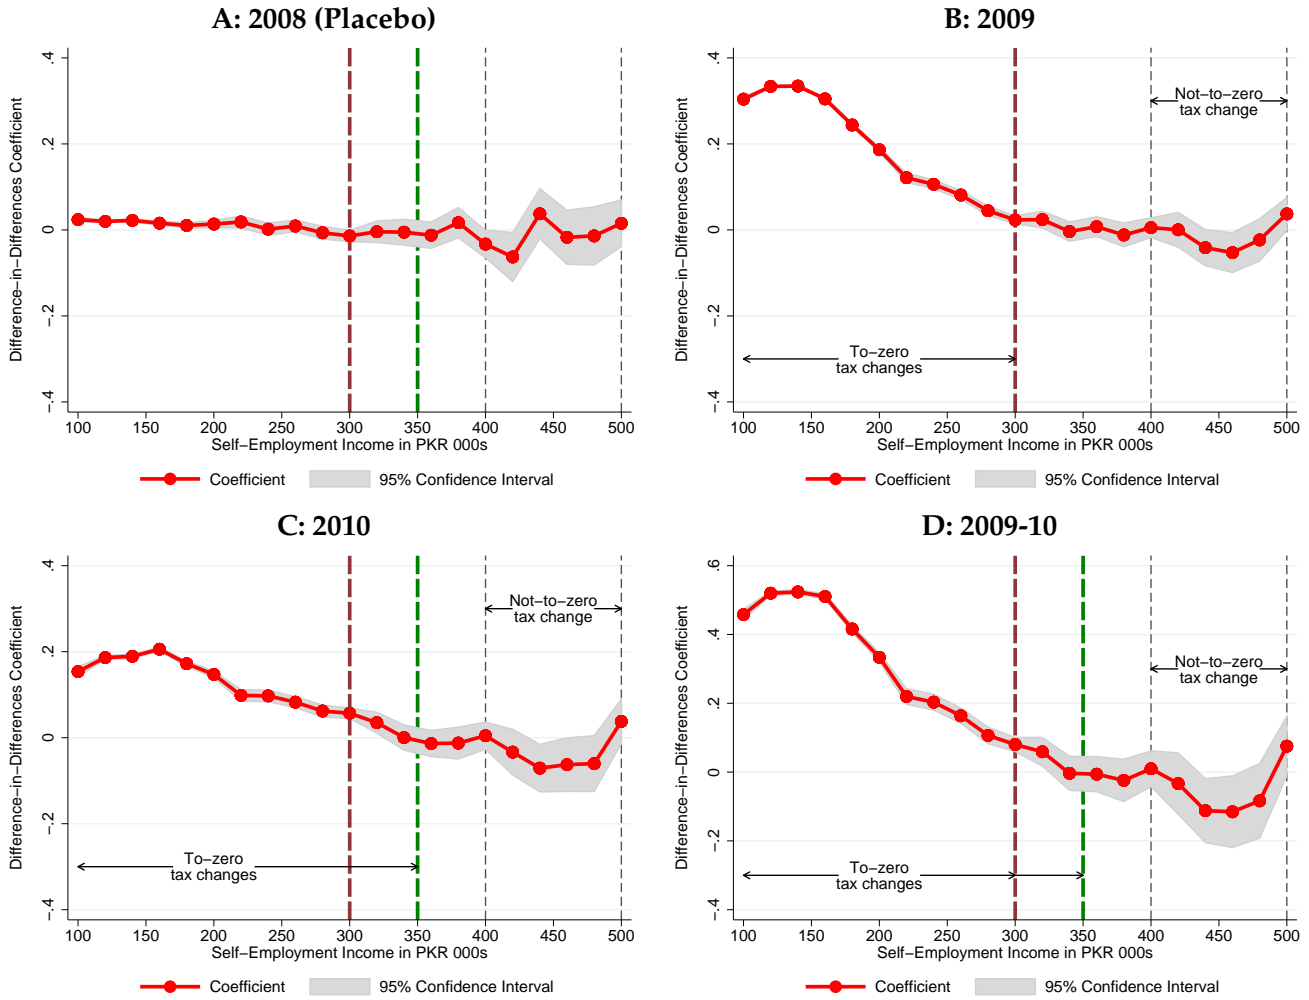 A: 2008 (Placebo)
Difference−in−Differences Coefficient
.4
.2
0
−.2
−.4
100 150 200 250 300 350 400 450 500
Self−Employment Income in PKR 000s
Coefficient 95% Confidence Interval
B: 2009
Difference−in−Differences Coefficient
.4
.2
0
−.2
−.4
Not−to−zero
tax change
To−zero
tax changes
100 150 200 250 300 350 400 450 500
Self−Employment Income in PKR 000s
Coefficient 95% Confidence Interval
C: 2010
Difference−in−Differences Coefficient
.4
.2
0
−.2
−.4
Not−to−zero
tax change
To−zero
tax changes
100 150 200 250 300 350 400 450 500
Self−Employment Income in PKR 000s
Coefficient 95% Confidence Interval
D: 2009-10
Difference−in−Differences Coefficient
.6
.4
.2
0
−.2
−.4
Not−to−zero
tax change
To−zero
tax changes
100 150 200 250 300 350 400 450 500
Self−Employment Income in PKR 000s
Coefficient 95% Confidence Interval